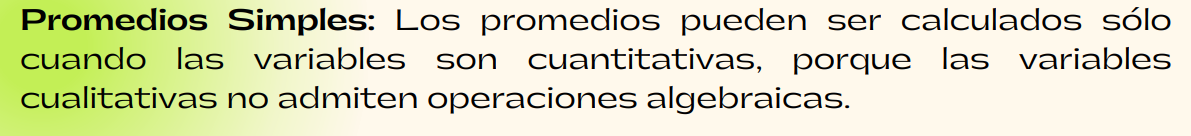 Promedios Simples: Los promedios pueden ser calculados sólo
cuando las variables son cuantitativas, porque las variables
cualitativas no admiten operaciones algebraicas.